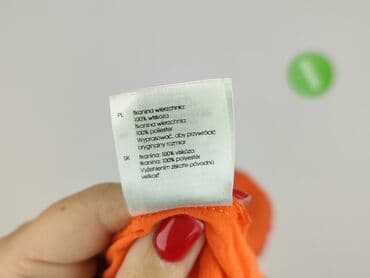 PL tkanina wierzchnia:
100% wiskoza
tkanina wierzchnia:
100% poliester
Wyprasować, aby przywrócić
oryginalny rozmiar
SK tkanina: 100% viskóza
tkanina: 100% polyestér
Vyžehlením získate pôvodnú
veľkosť